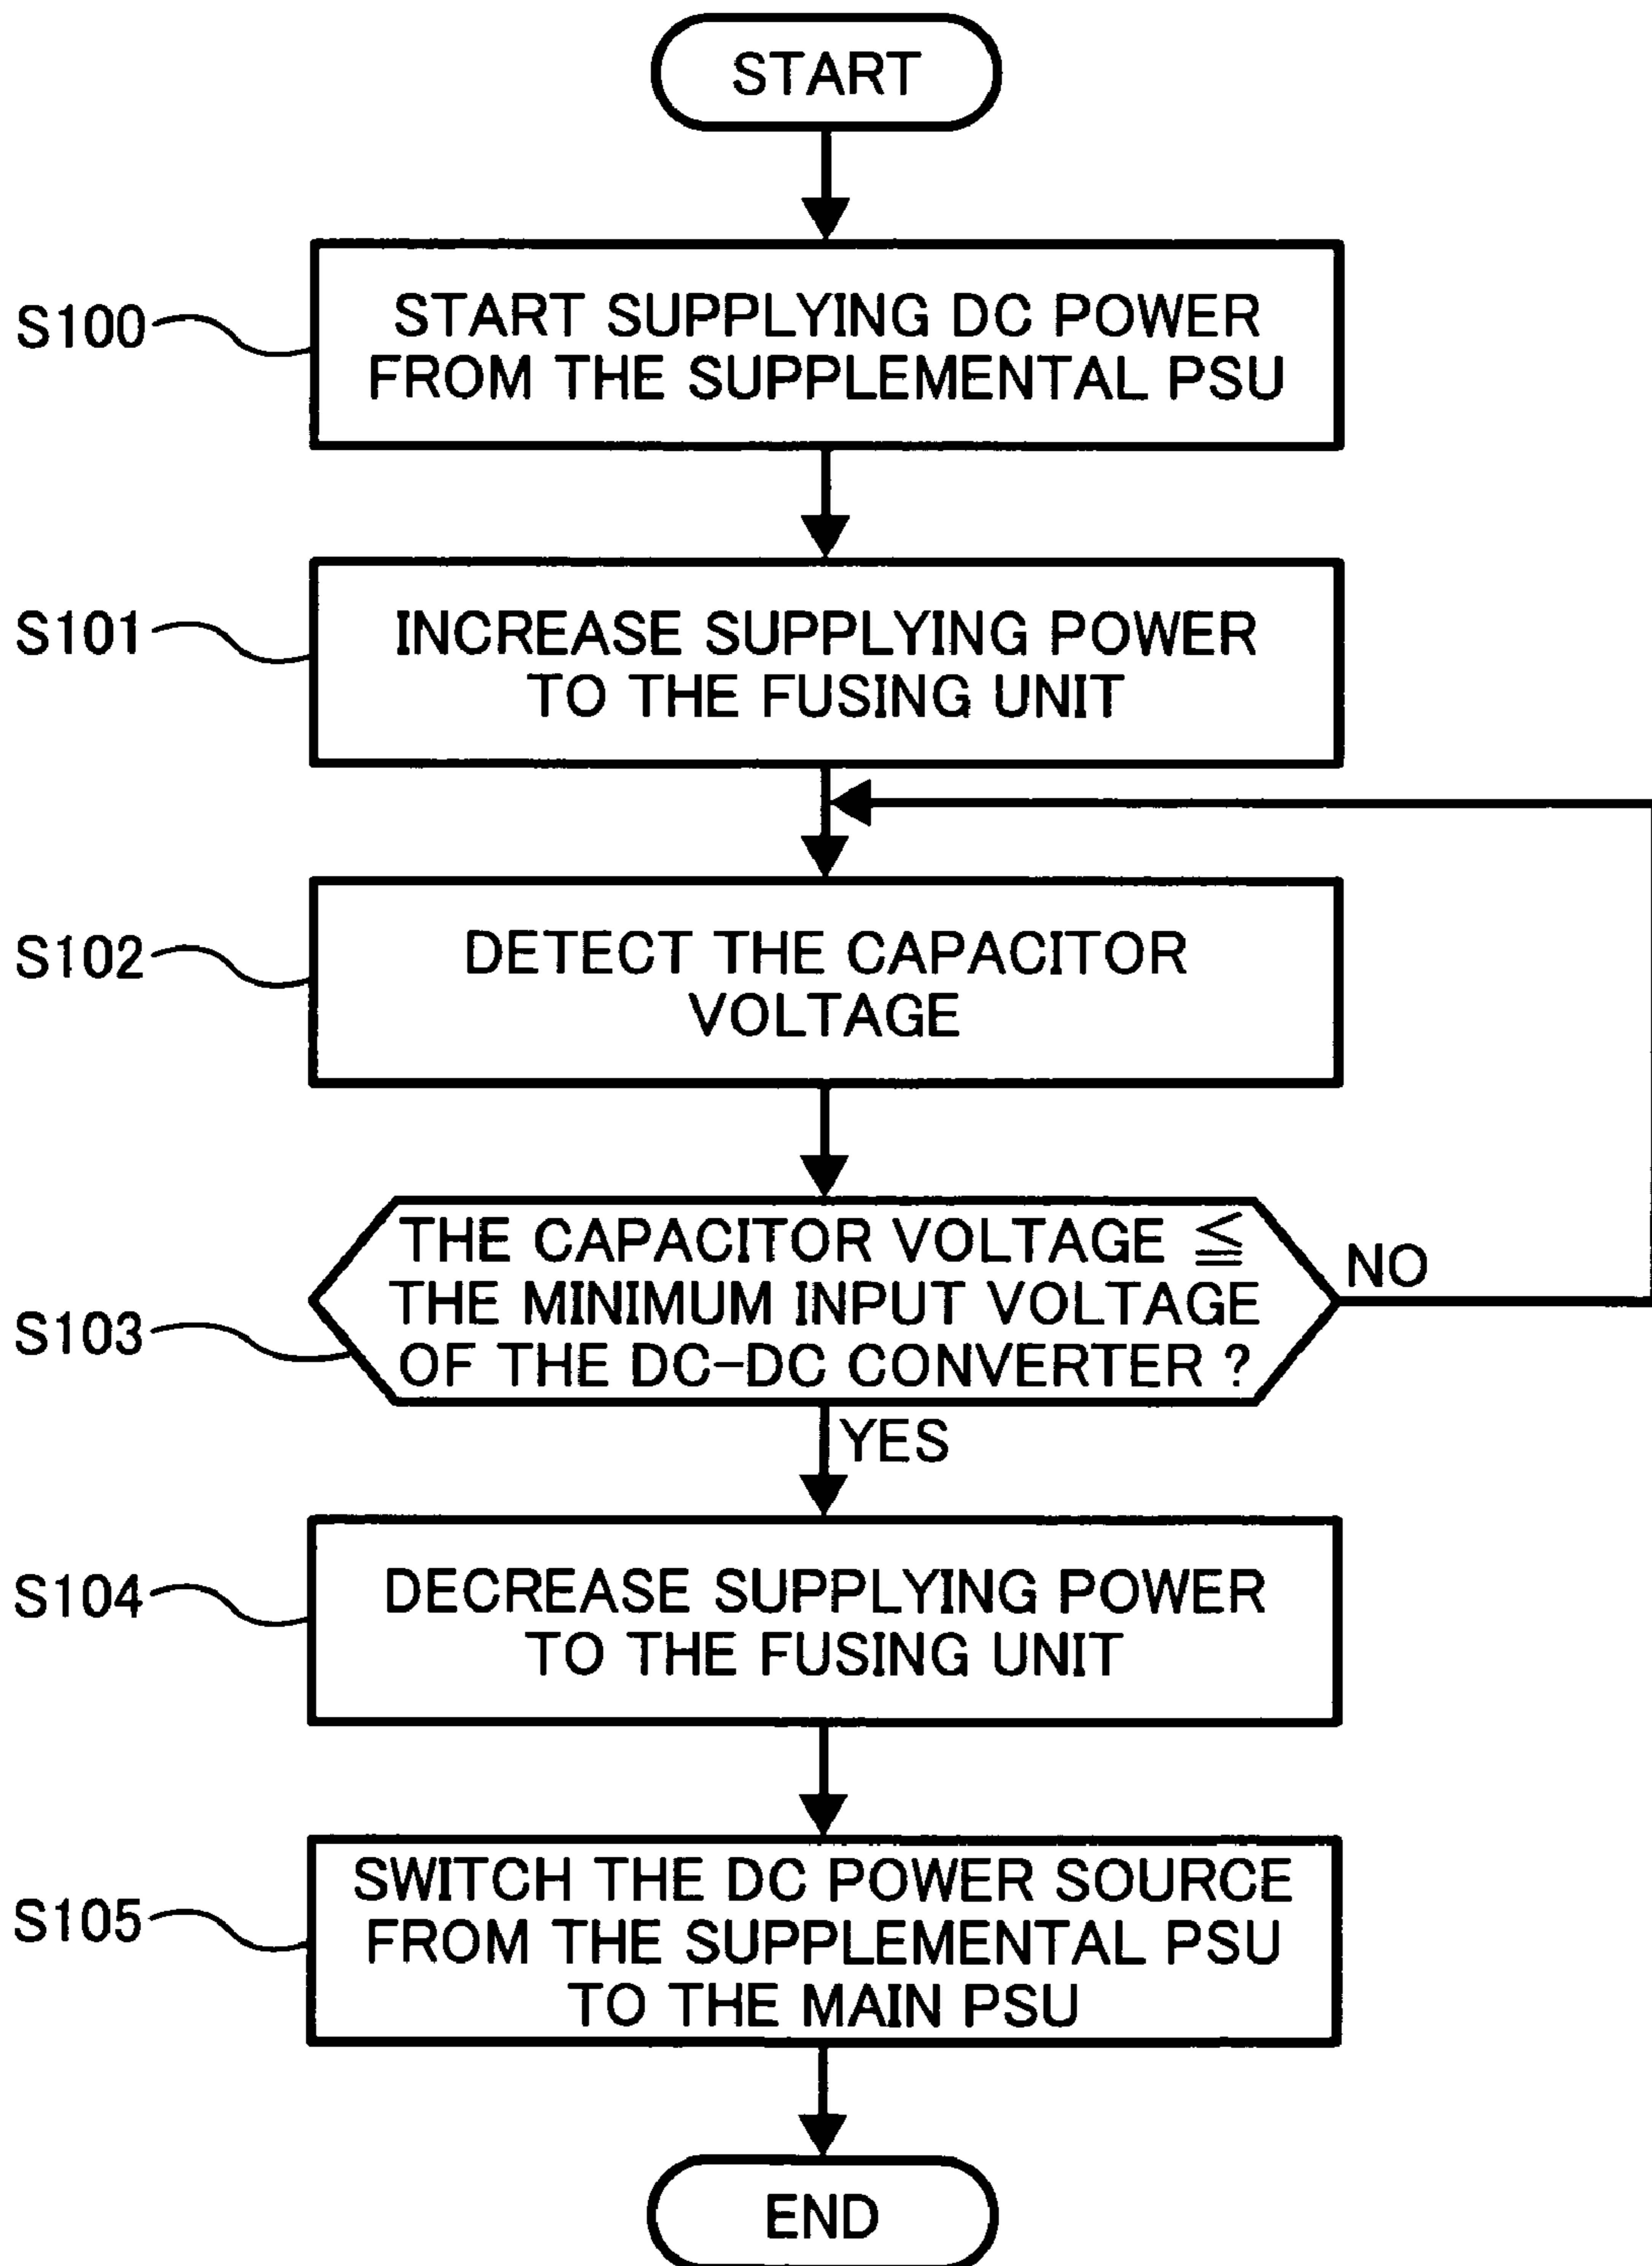 START
S100
START SUPPLYING DC POWER
FROM THE SUPPLEMENTAL PSU
S101
INCREASE SUPPLYING POWER
TO THE FUSING UNIT
S102
DETECT THE CAPACITOR
VOLTAGE
S103
THE CAPACITOR VOLTAGE ≦
THE MINIMUM INPUT VOLTAGE
OF THE DC-DC CONVERTER ?
NO
YES
S104
DECREASE SUPPLYING POWER
TO THE FUSING UNIT
S105
SWITCH THE DC POWER SOURCE
FROM THE SUPPLEMENTAL PSU
TO THE MAIN PSU
END